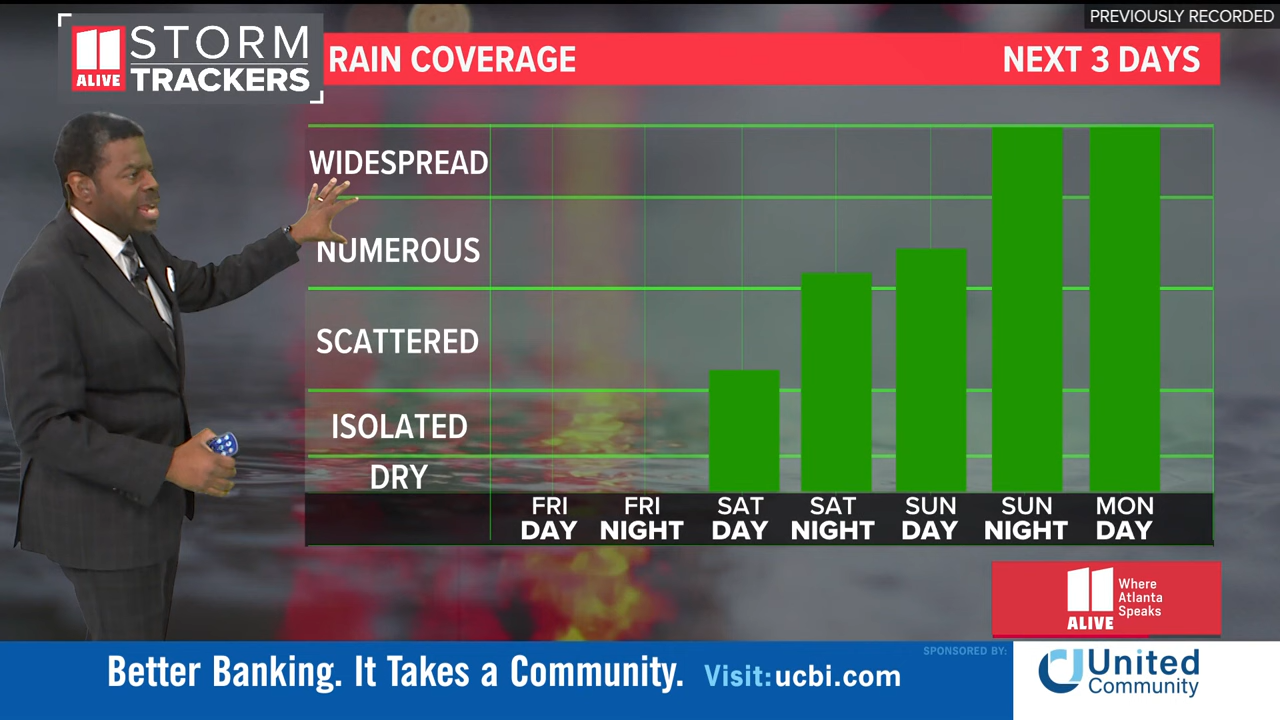 PREVIOUSLY RECORDED
11 ALIVE
STORM
TRACKERS
RAIN COVERAGE
NEXT 3 DAYS
WIDESPREAD
NUMEROUS
SCATTERED
ISOLATED
DRY
FRI DAY
FRI NIGHT
SAT DAY
SAT NIGHT
SUN DAY
SUN NIGHT
MON DAY
11 ALIVE
Where
Atlanta
Speaks
Better Banking. It Takes a Community. Visit: ucbi.com
SPONSORED BY:
United
Community